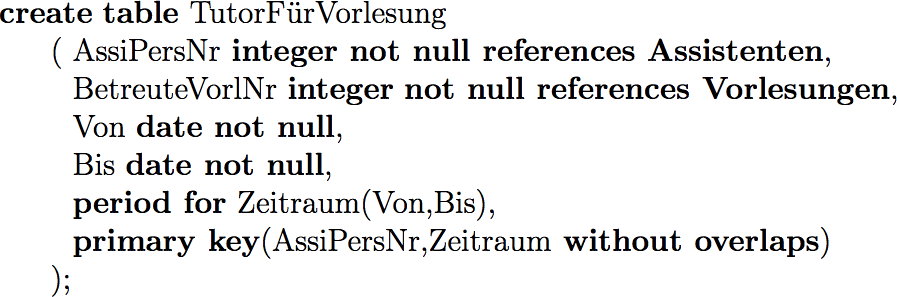 create table TutorFürVorlesung
( AssiPersNr integer not null references Assistenten,
BetreuteVorlNr integer not null references Vorlesungen,
Von date not null,
Bis date not null,
period for Zeitraum(Von,Bis),
primary key(AssiPersNr,Zeitraum without overlaps)
);